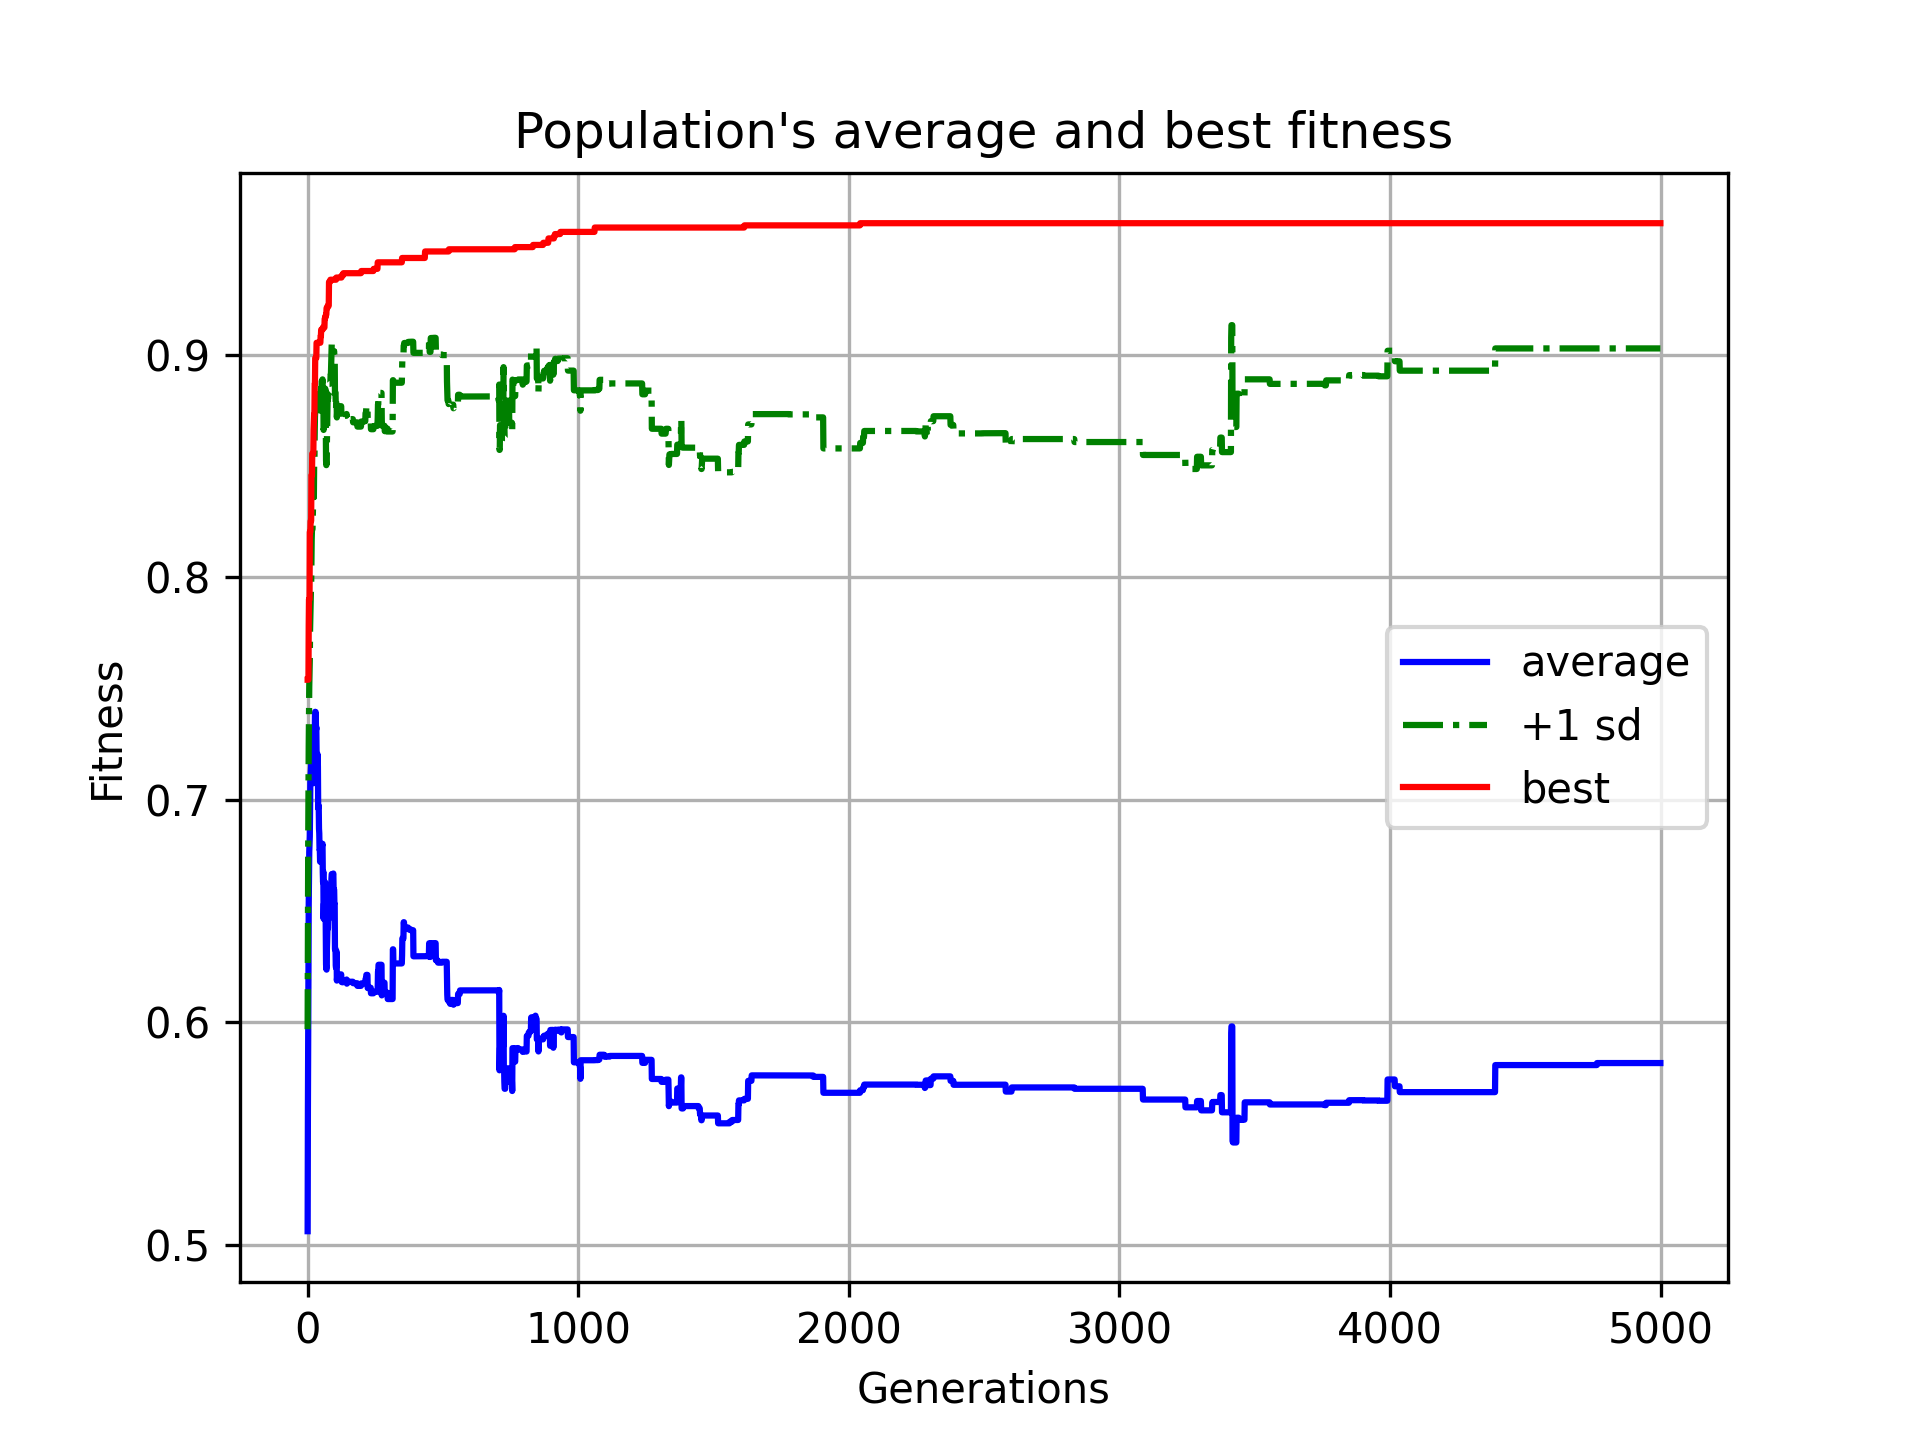 Population's average and best fitness
Fitness
0.9
0.8
0.7
0.6
0.5
average
+1 sd
best
0 1000 2000 3000 4000 5000
Generations